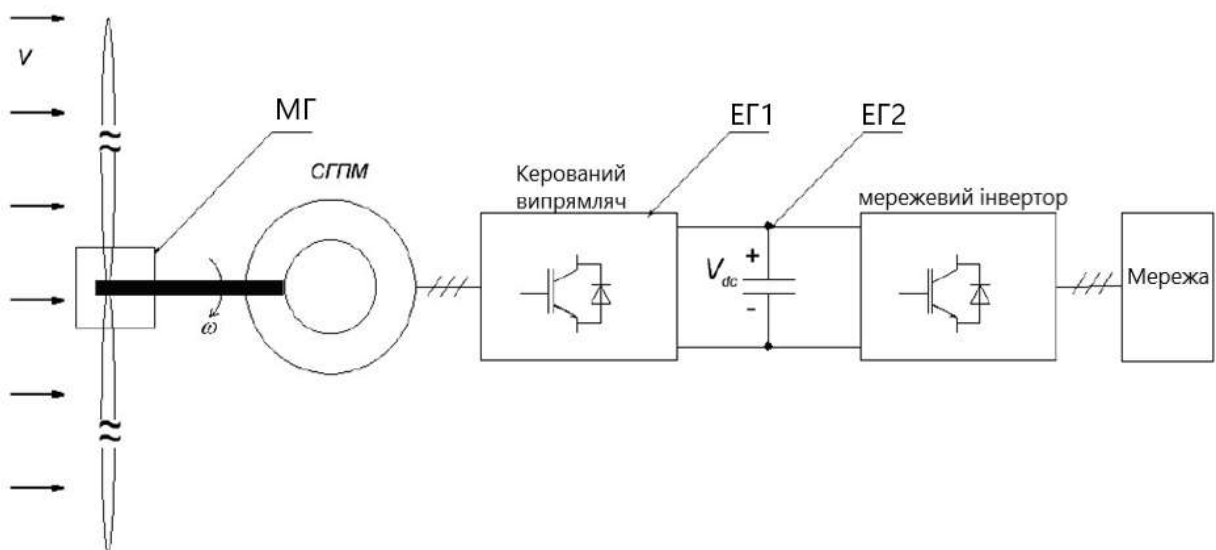 V
МГ
СГПМ
ω
ЕГ1
ЕГ2
Керований
випрямляч
V dc
+
-
мережевий інвертор
Мережа